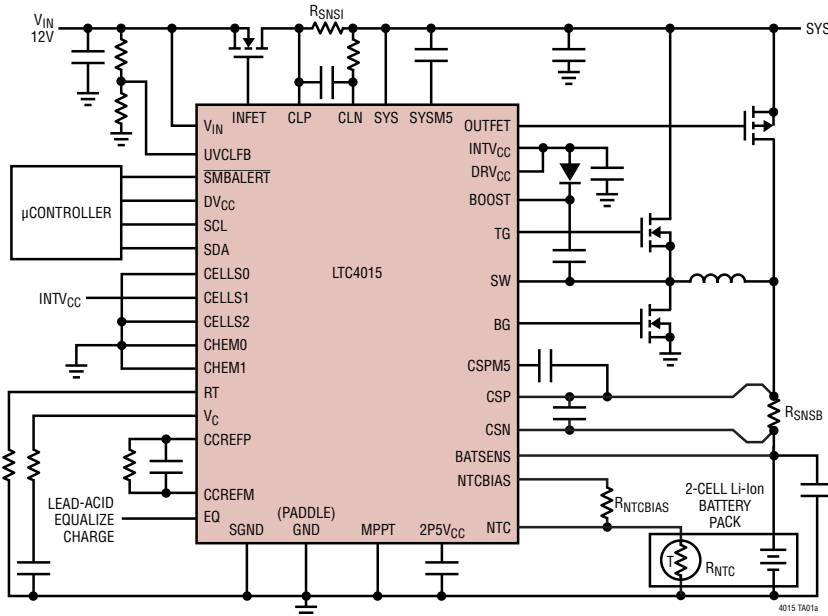 VIN
12V
RSNSI
SYS
INFET CLP CLN SYS SYSM5
VIN
UVCLFB
SMBALERT
DVCC
SCL
SDA
CELLS0
CELLS1
CELLS2
CHEM0
CHEM1
RT
VC
CCREFP
CCREFM
EQ
µCONTROLLER
INTVCC
LEAD-ACID
EQUALIZE
CHARGE
LTC4015
OUTFET
INTVCC
DRVCC
BOOST
TG
SW
BG
CSPM5
CSP
CSN
BATSENS
NTCBIAS
NTC
SGND
(PADDLE)
GND
MPPT
2P5VCC
RSNSB
RNTCBIAS
2-CELL Li-Ion
BATTERY
PACK
T
RNTC
4015 TA01a